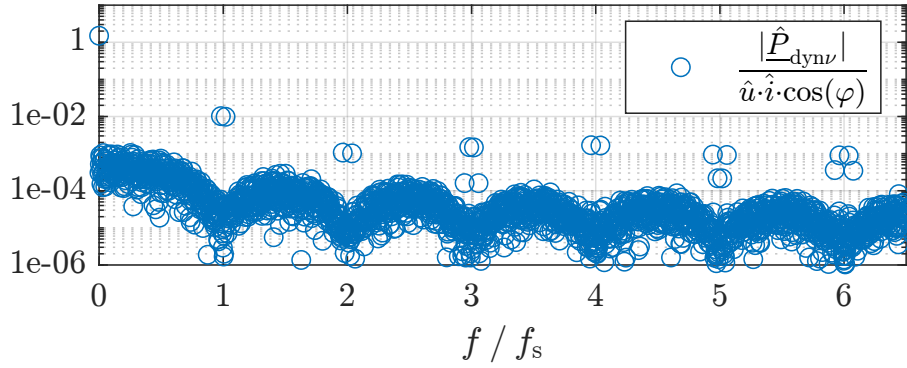 1
1e-02
1e-04
1e-06
0 1 2 3 4 5 6
f / f_s
|P̂_dynν|
û·î·cos(φ)